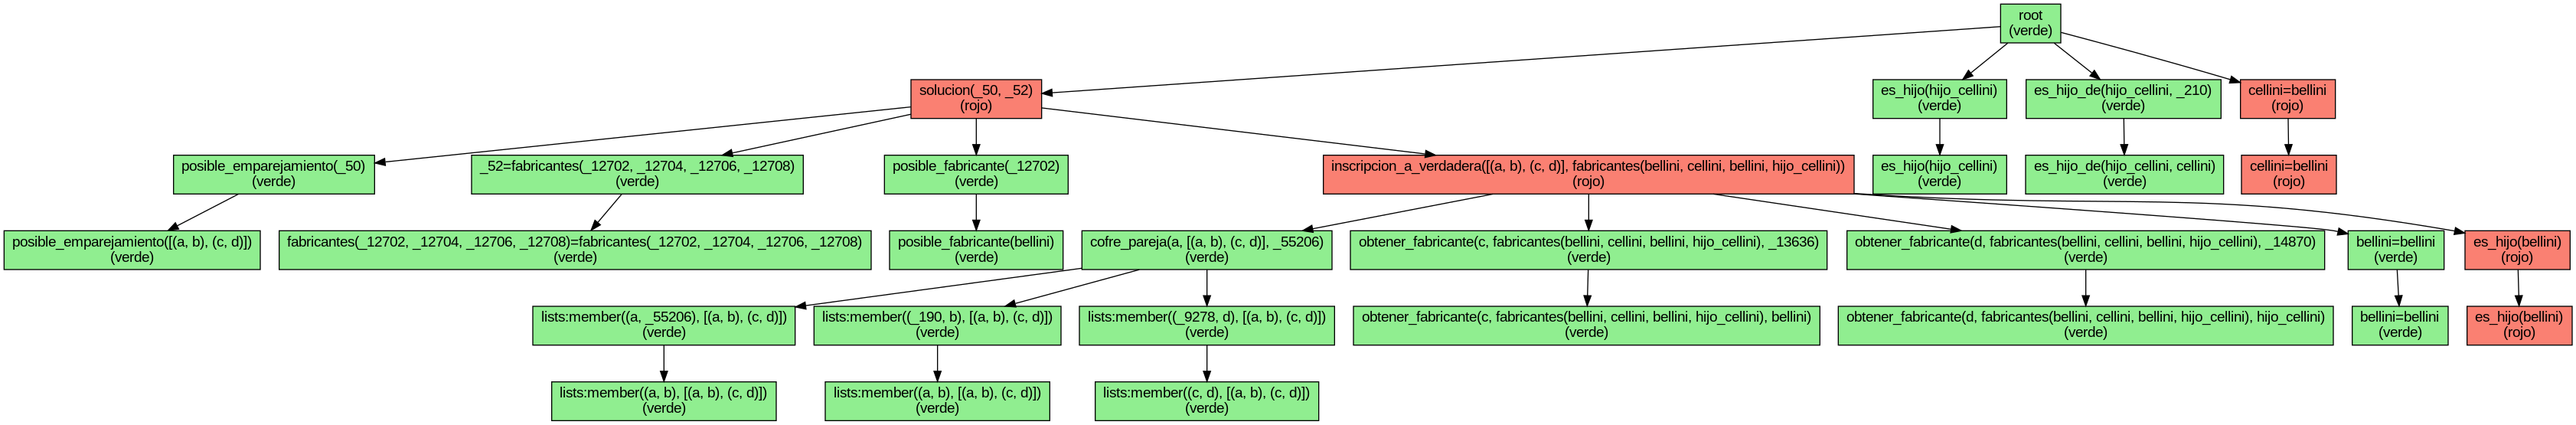 root
(verde)
solucion(_50, _52)
(rojo)
es_hijo(hijo_cellini)
(verde)
es_hijo_de(hijo_cellini, _210)
(verde)
cellini=bellini
(rojo)
posible_emparejamiento(_50)
(verde)
_52=fabricantes(_12702, _12704, _12706, _12708)
(verde)
posible_fabricante(_12702)
(verde)
inscripcion_a_verdadera([(a, b), (c, d)], fabricantes(bellini, cellini, bellini, hijo_cellini))
(rojo)
es_hijo(hijo_cellini)
(verde)
es_hijo_de(hijo_cellini, cellini)
(verde)
cellini=bellini
(rojo)
posible_emparejamiento([(a, b), (c, d)])
(verde)
fabricantes(_12702, _12704, _12706, _12708)=fabricantes(_12702, _12704, _12706, _12708)
(verde)
posible_fabricante(bellini)
(verde)
cofre_pareja(a, [(a, b), (c, d)], _55206)
(verde)
obtener_fabricante(c, fabricantes(bellini, cellini, bellini, hijo_cellini), _13636)
(verde)
obtener_fabricante(d, fabricantes(bellini, cellini, bellini, hijo_cellini), _14870)
(verde)
bellini=bellini
(verde)
es_hijo(bellini)
(rojo)
lists:member((a, _55206), [(a, b), (c, d)])
(verde)
lists:member((_190, b), [(a, b), (c, d)])
(verde)
lists:member((_9278, d), [(a, b), (c, d)])
(verde)
obtener_fabricante(c, fabricantes(bellini, cellini, bellini, hijo_cellini), bellini)
(verde)
obtener_fabricante(d, fabricantes(bellini, cellini, bellini, hijo_cellini), hijo_cellini)
(verde)
bellini=bellini
(verde)
es_hijo(bellini)
(rojo)
lists:member((a, b), [(a, b), (c, d)])
(verde)
lists:member((a, b), [(a, b), (c, d)])
(verde)
lists:member((c, d), [(a, b), (c, d)])
(verde)